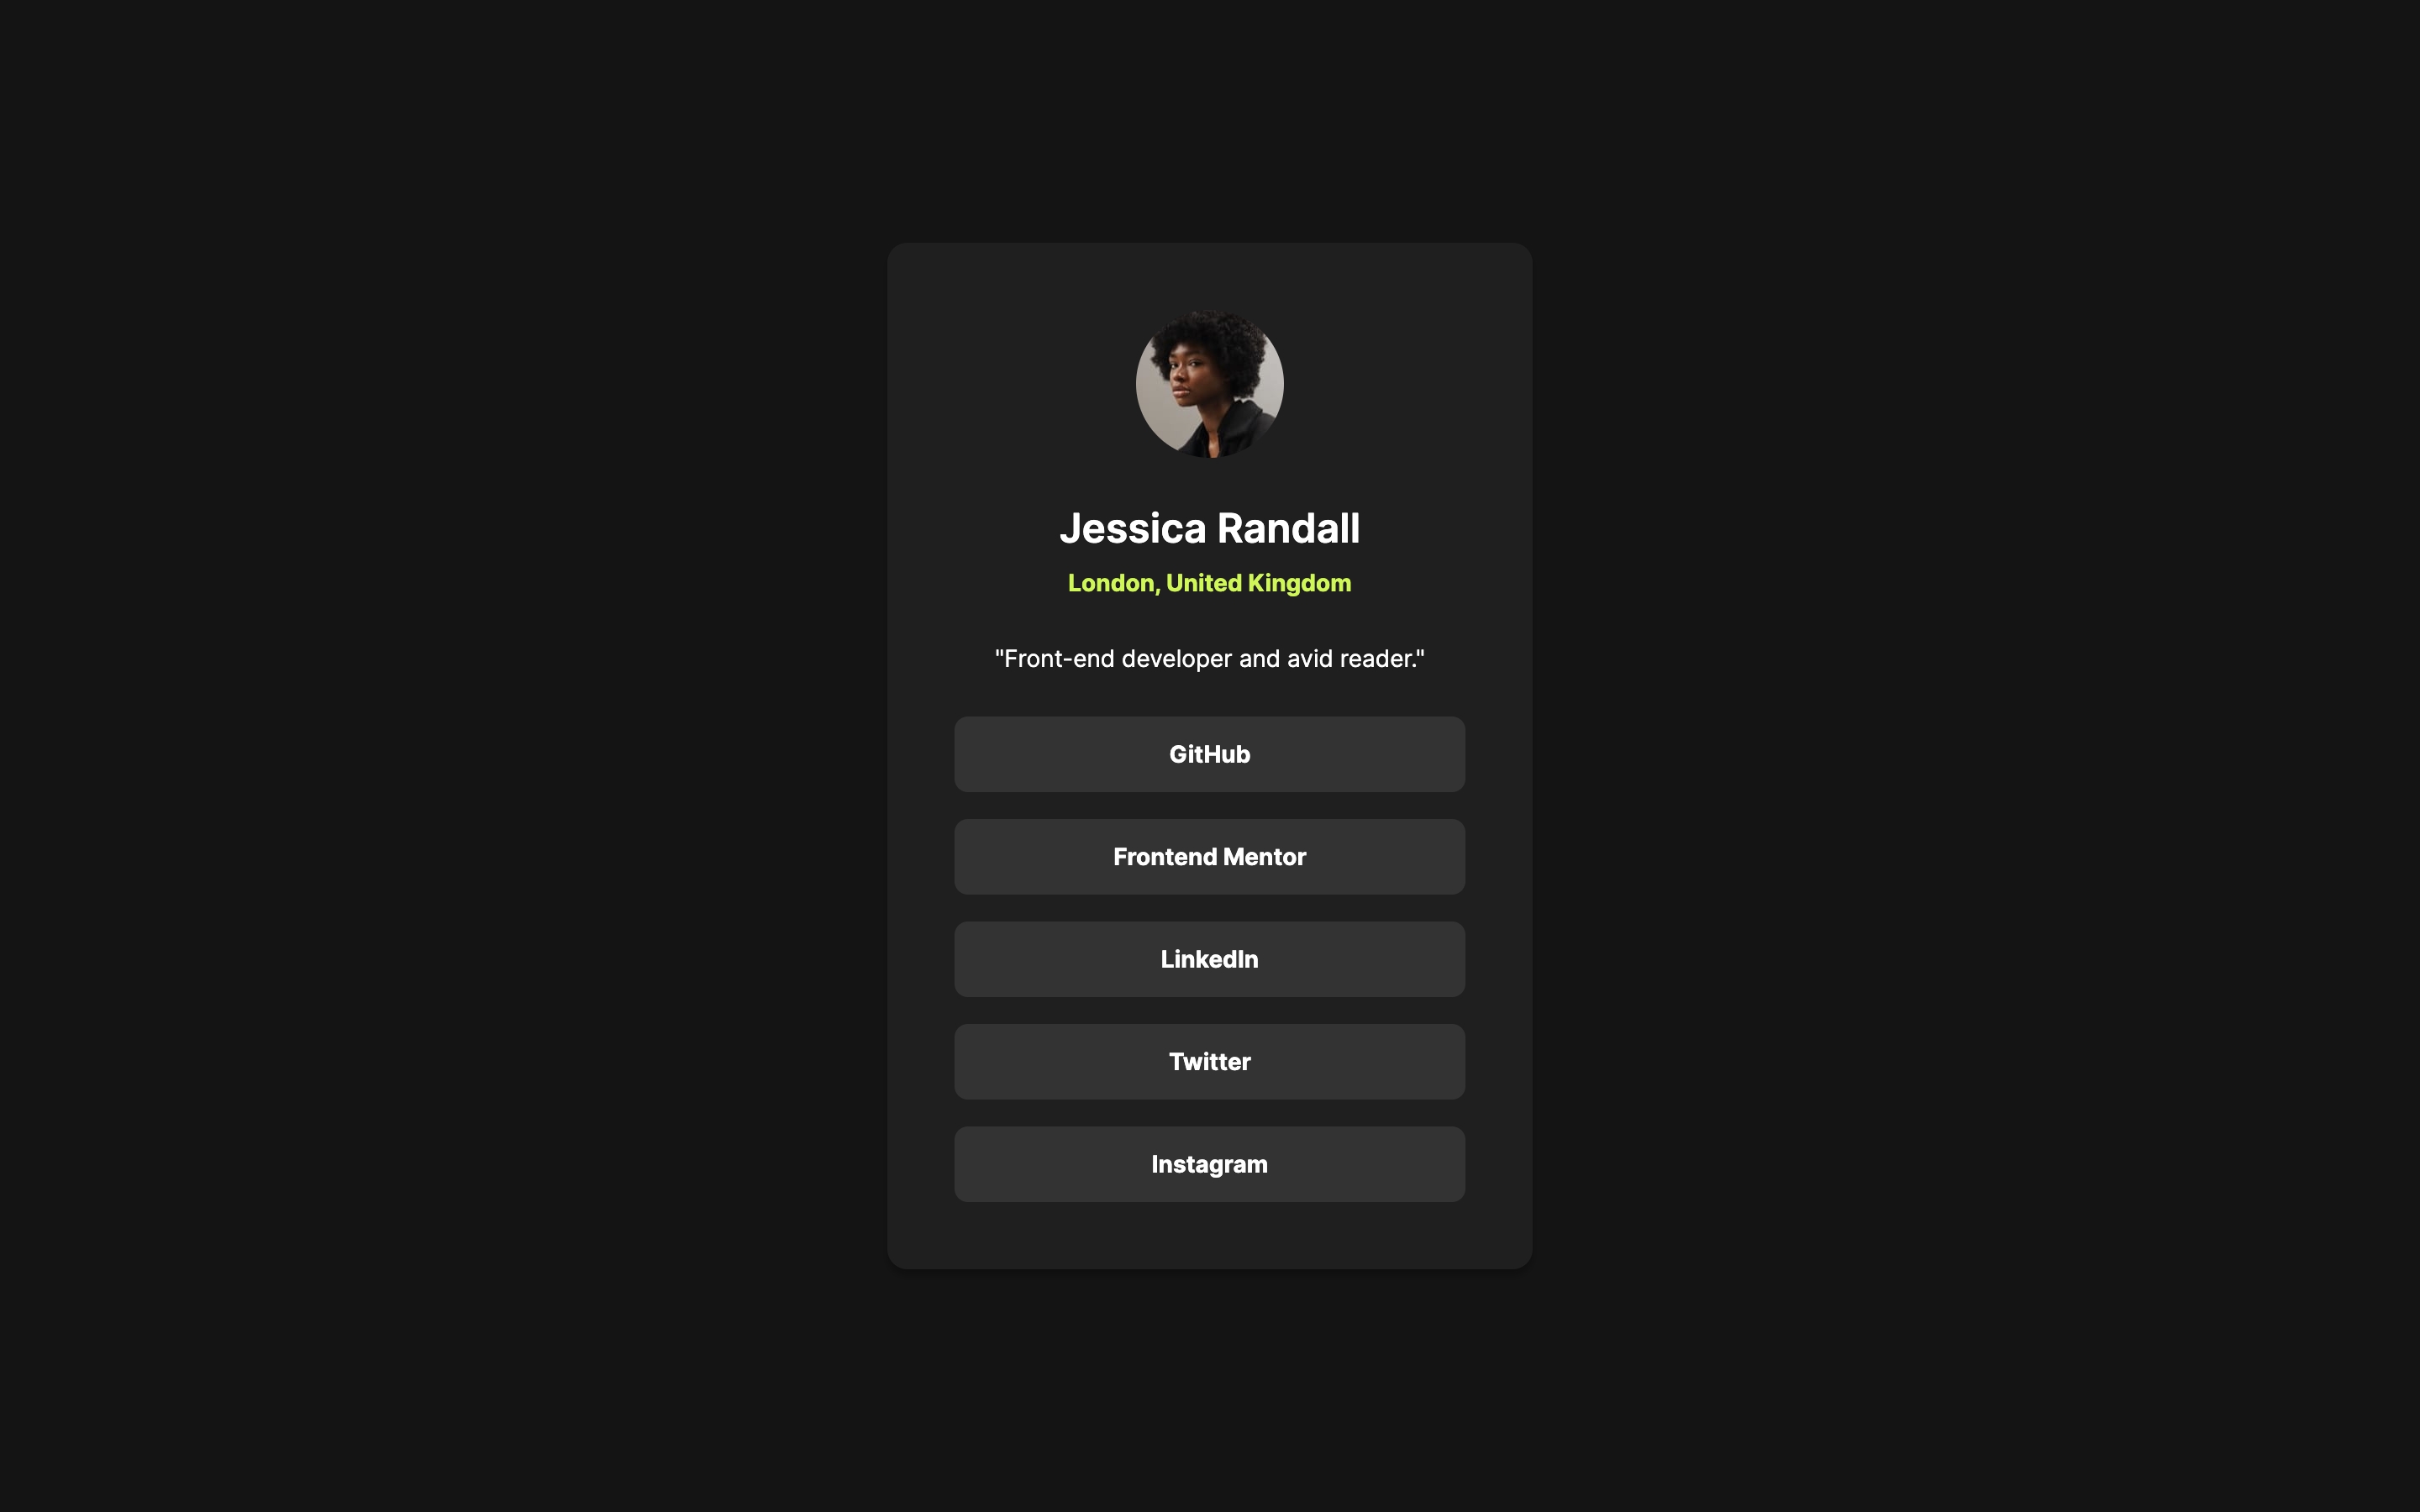 Jessica Randall
London, United Kingdom
"Front-end developer and avid reader."
GitHub
Frontend Mentor
LinkedIn
Twitter
Instagram